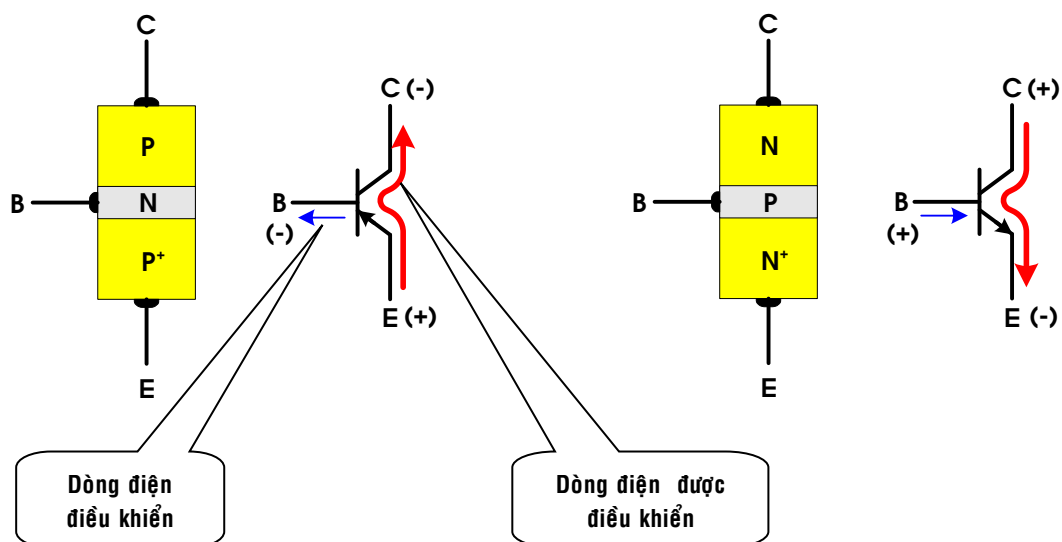 C
P
B
N
P⁺
E
C (-)
B
(-)
E (+)
C
N
B
P
N⁺
E
C (+)
B
(+)
E (-)
Dòng điện
điều khiển
Dòng điện được
điều khiển